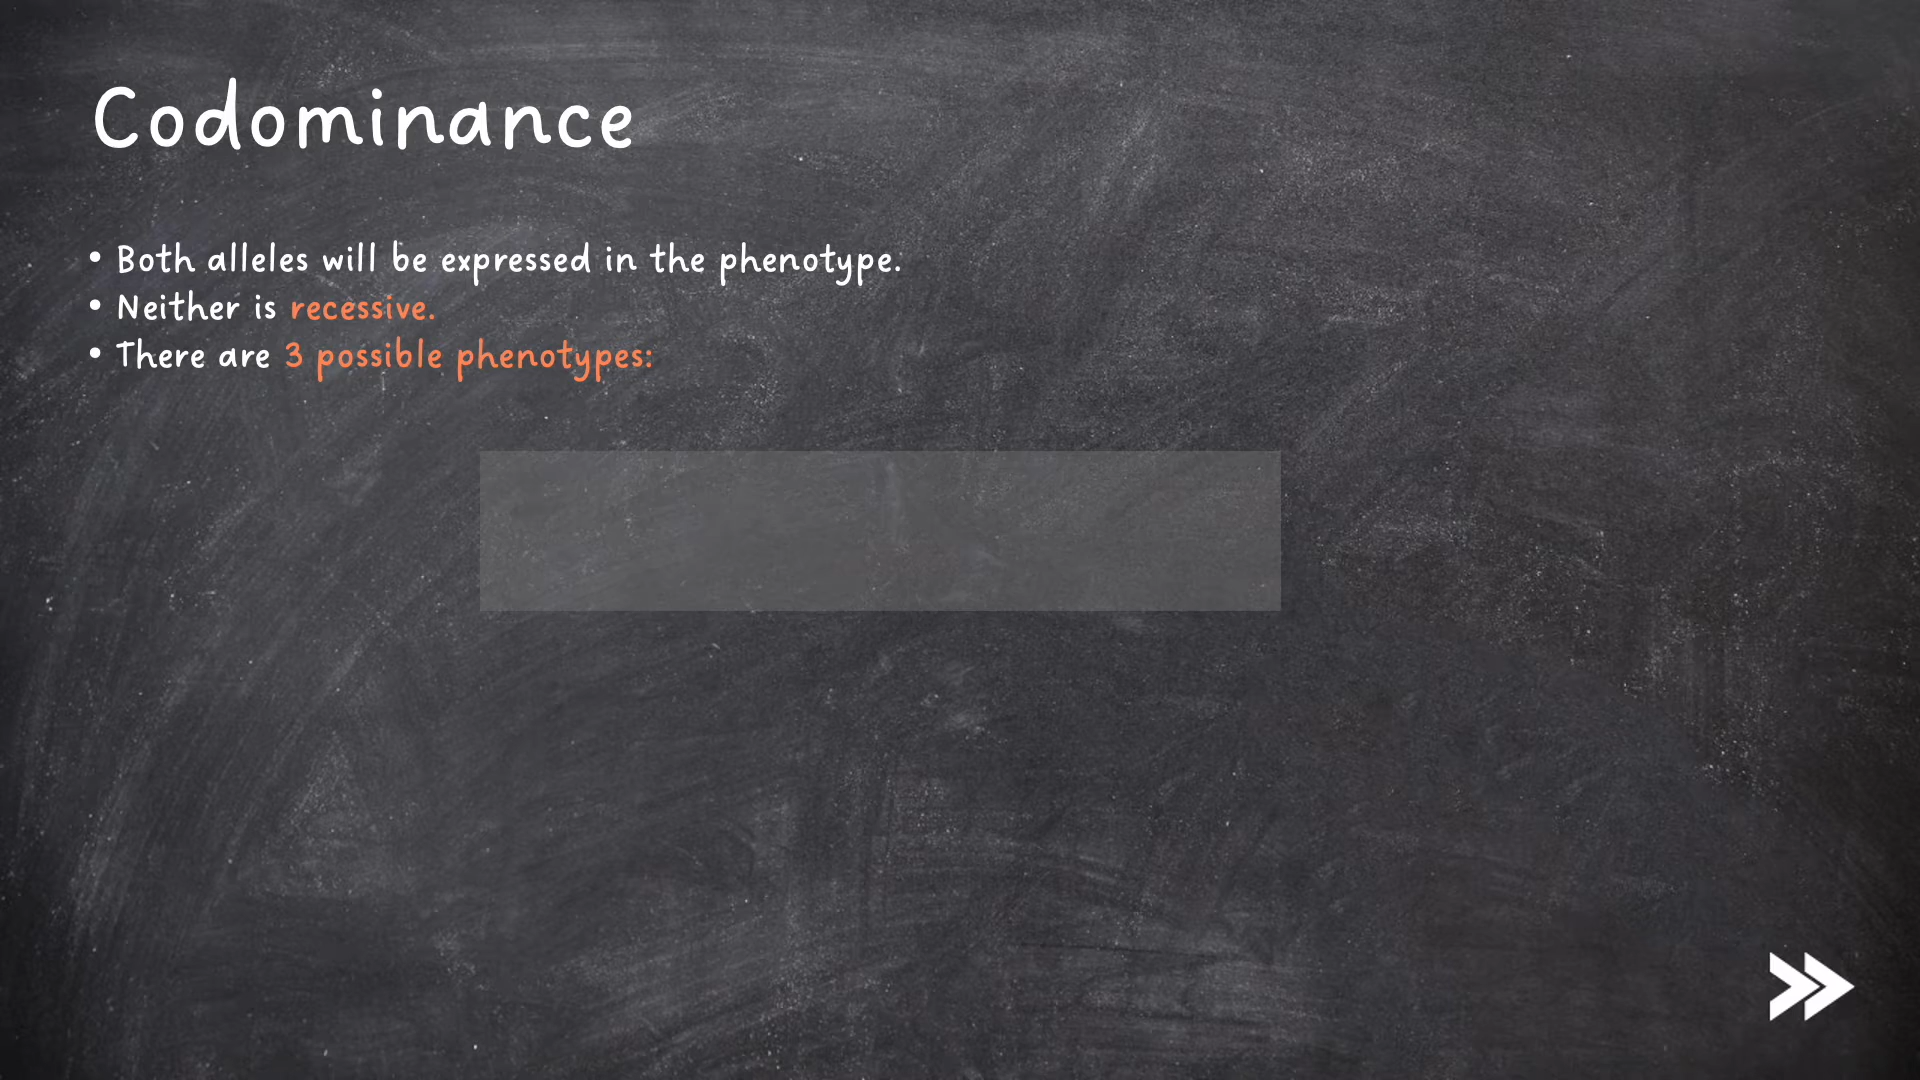 Codominance
• Both alleles will be expressed in the phenotype.
• Neither is recessive.
• There are 3 possible phenotypes: